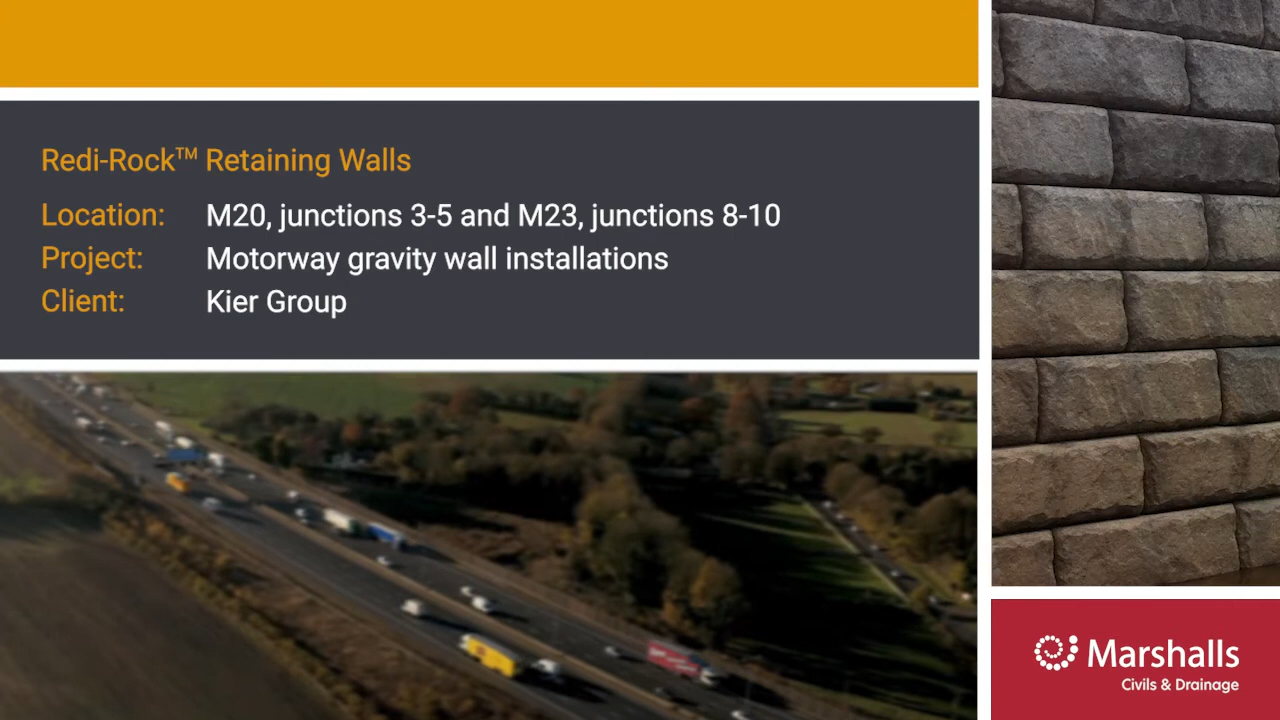 Redi-Rock™ Retaining Walls
Location: M20, junctions 3-5 and M23, junctions 8-10
Project: Motorway gravity wall installations
Client: Kier Group
Marshalls
Civils & Drainage